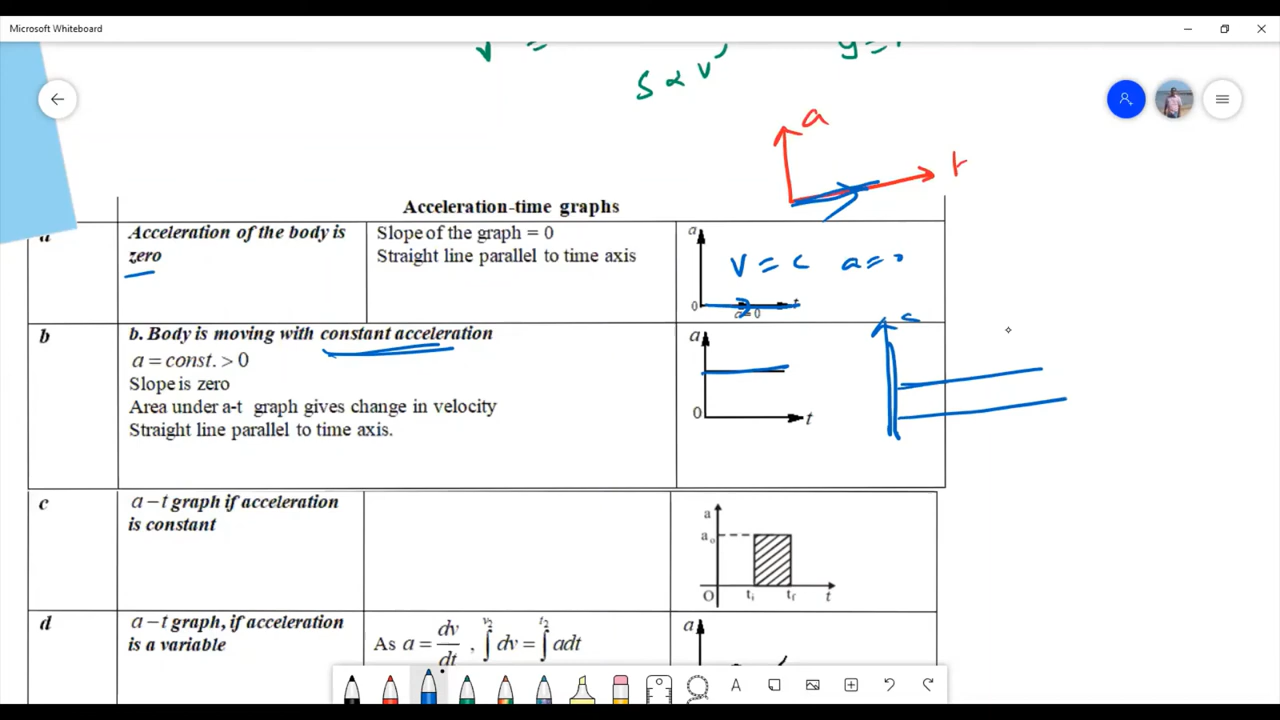 Microsoft Whiteboard
v =
S ∝ v
a
t
Acceleration-time graphs
Acceleration of the body is
zero
Slope of the graph = 0
Straight line parallel to time axis
a
v = c a =
0
a=0
t
b
b. Body is moving with constant acceleration
a = const. > 0
Slope is zero
Area under a-t graph gives change in velocity
Straight line parallel to time axis.
a
0
t
c
a – t graph if acceleration
is constant
a
a₀
O
tᵢ
t_f
t
d
a – t graph, if acceleration
is a variable
As a = dv/dt , ∫ᵥ₂ dv = ∫ᵗ₂ adt
a
A